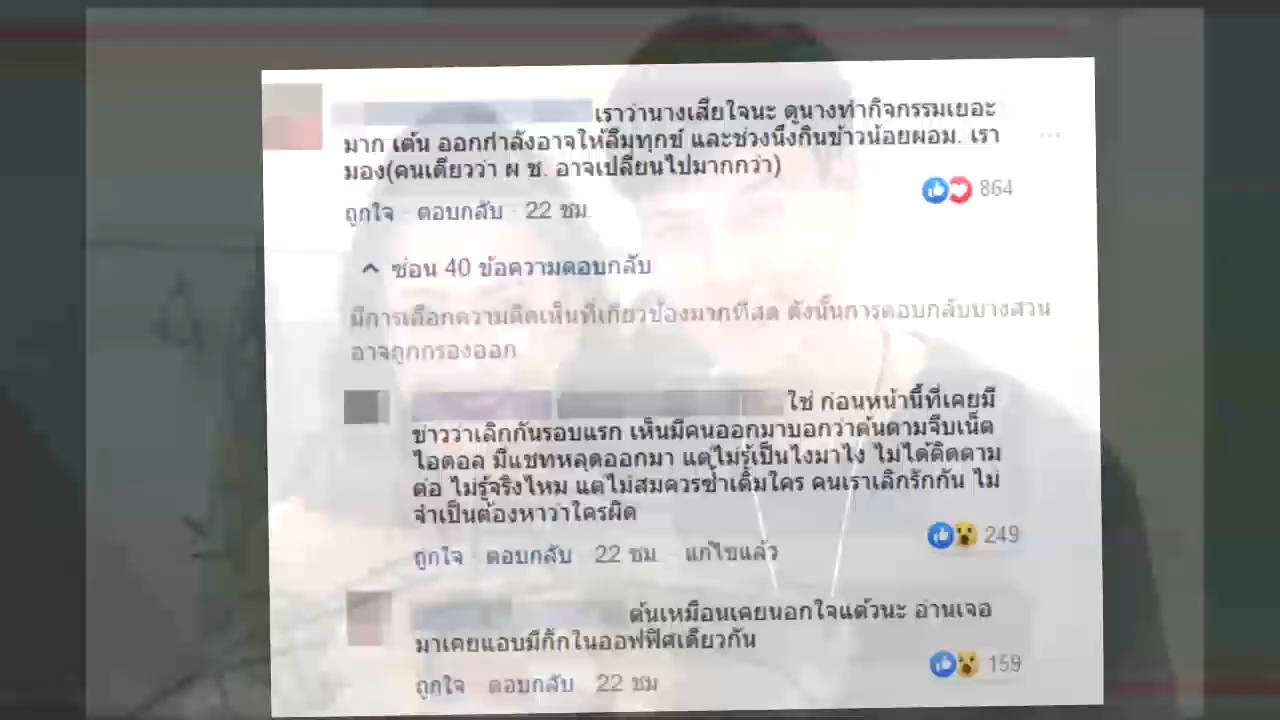 เราว่านางเสียใจนะ ดูนางทำกิจกรรมเยอะ
มาก เต้น ออกกำลังอาจให้ลืมทุกข์ และช่วงนึงกินข้าวน้อยผอม. เรา
มอง(คนเดียวว่า ผ ช. อาจเปลี่ยนไปมากกว่า)
864
ถูกใจ · ตอบกลับ · 22 ชม
ซ่อน 40 ข้อความตอบกลับ
มีการเลือกความคิดเห็นที่เกี่ยวข้องมากที่สุด ดังนั้นการตอบกลับบางส่วน
อาจถูกกรองออก
ใช่ ก่อนหน้านี้ที่เคยมี
ข่าวว่าเลิกกันรอบแรก เห็นมีคนออกมาบอกว่าต้นตามจีบเน็ต
ไอดอล มีแชทหลุดออกมา แต่ไม่รู้เป็นไงมาไง ไม่ได้ติดตาม
ต่อ ไม่รู้จริงไหม แต่ไม่สมควรซ้ำเติมใคร คนเราเลิกรักกัน ไม่
จำเป็นต้องหาว่าใครผิด
249
ถูกใจ · ตอบกลับ · 22 ชม · แก้ไขแล้ว
ต้นเหมือนเคยนอกใจแต้วนะ อ่านเจอ
มาเคยแอบมีกิ๊กในออฟฟิศเดียวกัน
159
ถูกใจ · ตอบกลับ · 22 ชม